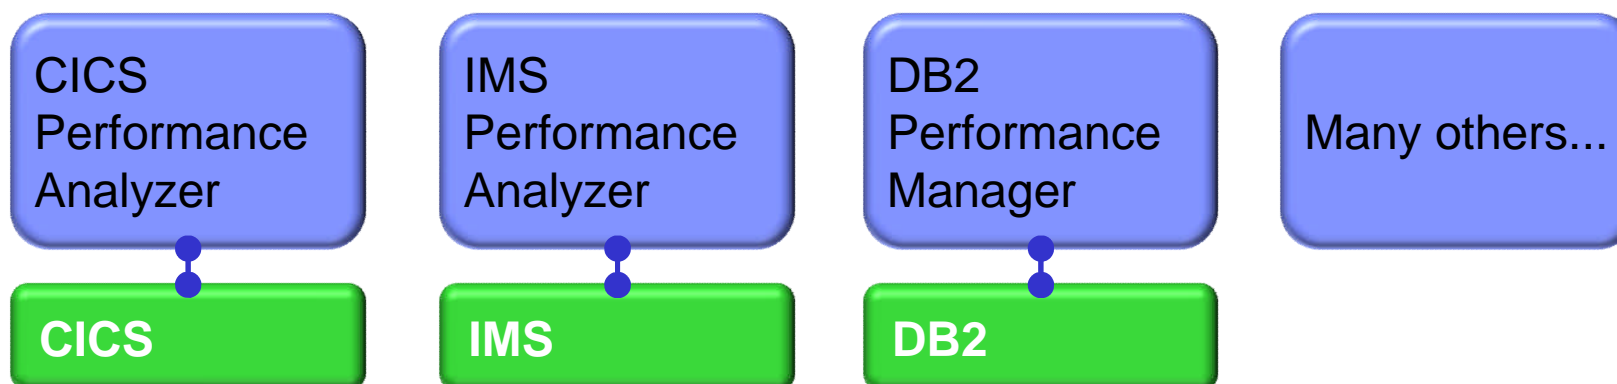 CICS
Performance
Analyzer
IMS
Performance
Analyzer
DB2
Performance
Manager
Many others...
CICS
IMS
DB2